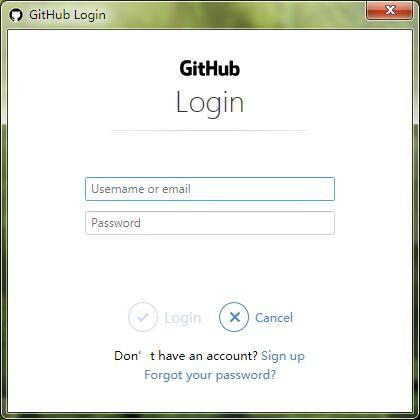 GitHub Login
GitHub
Login
Username or email
Password
Login Cancel
Don't have an account? Sign up
Forgot your password?